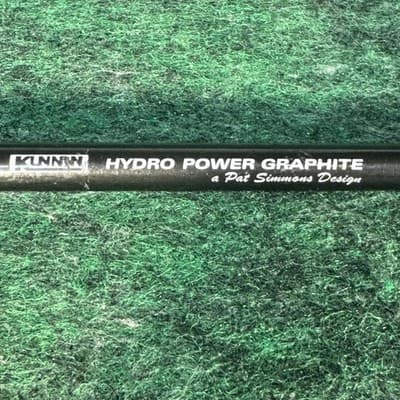 KUNNAN HYDRO POWER GRAPHITE
a Pat Simmons Design